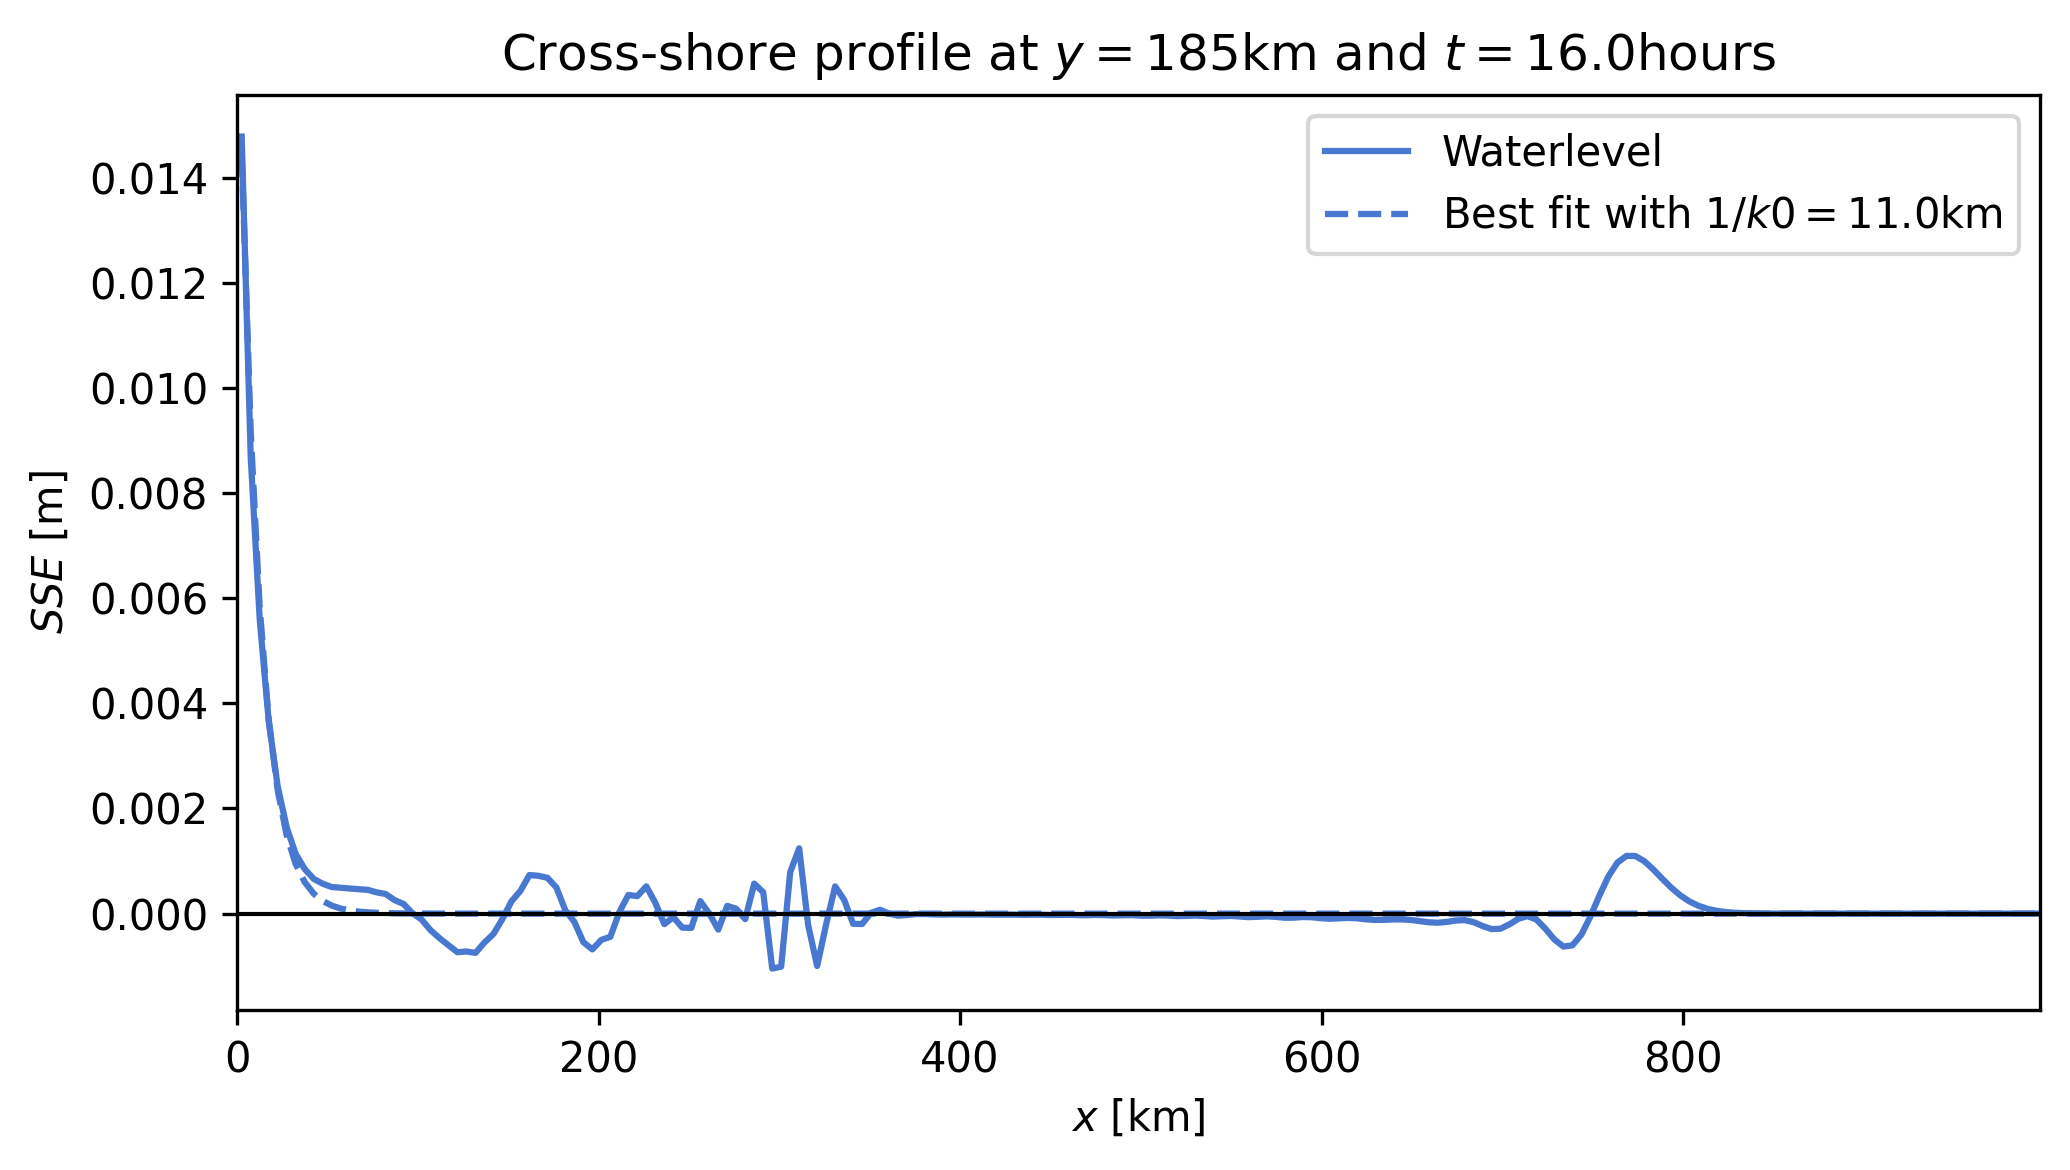 Cross-shore profile at y = 185km and t = 16.0hours
Waterlevel
Best fit with 1/k0 = 11.0km
SSE [m]
0.014
0.012
0.010
0.008
0.006
0.004
0.002
0.000
0 200 400 600 800
x [km]